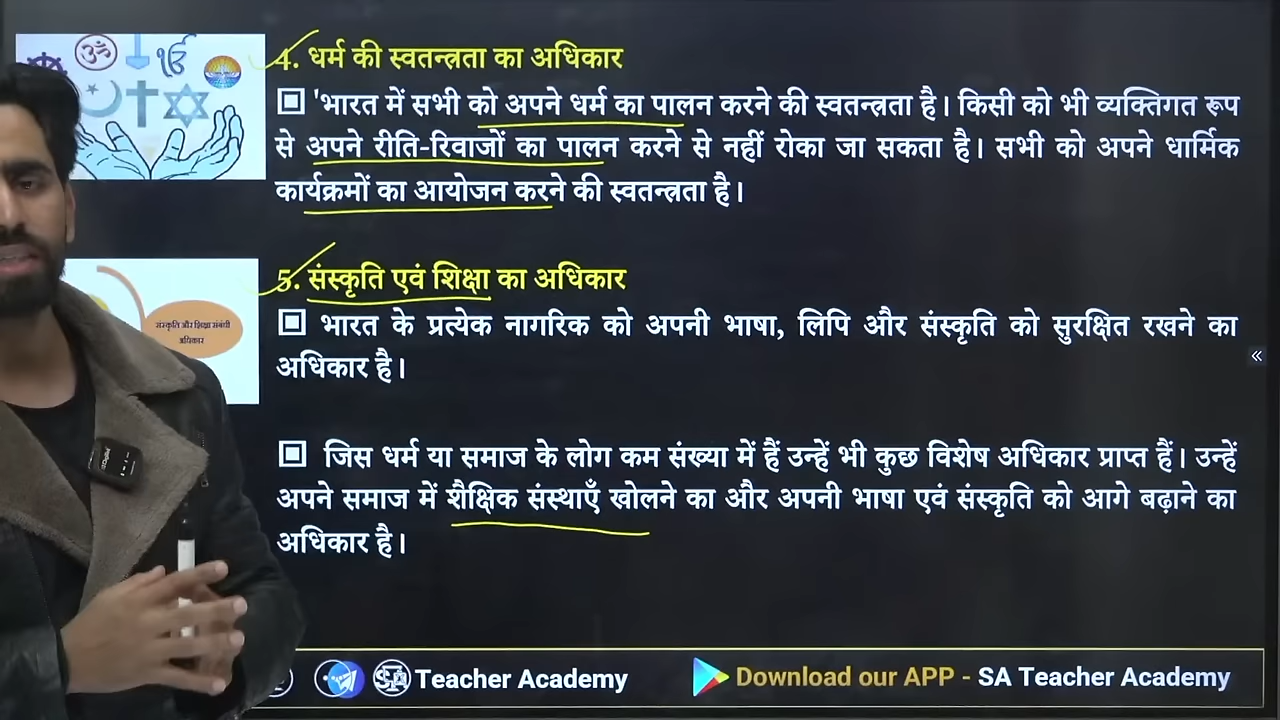 4. धर्म की स्वतन्त्रता का अधिकार
'भारत में सभी को अपने धर्म का पालन करने की स्वतन्त्रता है। किसी को भी व्यक्तिगत रूप
से अपने रीति-रिवाजों का पालन करने से नहीं रोका जा सकता है। सभी को अपने धार्मिक
कार्यक्रमों का आयोजन करने की स्वतन्त्रता है।
5. संस्कृति एवं शिक्षा का अधिकार
संस्कृति और शिक्षा संबंधी
अधिकार
भारत के प्रत्येक नागरिक को अपनी भाषा, लिपि और संस्कृति को सुरक्षित रखने का
अधिकार है।
जिस धर्म या समाज के लोग कम संख्या में हैं उन्हें भी कुछ विशेष अधिकार प्राप्त हैं। उन्हें
अपने समाज में शैक्षिक संस्थाएँ खोलने का और अपनी भाषा एवं संस्कृति को आगे बढ़ाने का
अधिकार है।
Teacher Academy
Download our APP - SA Teacher Academy